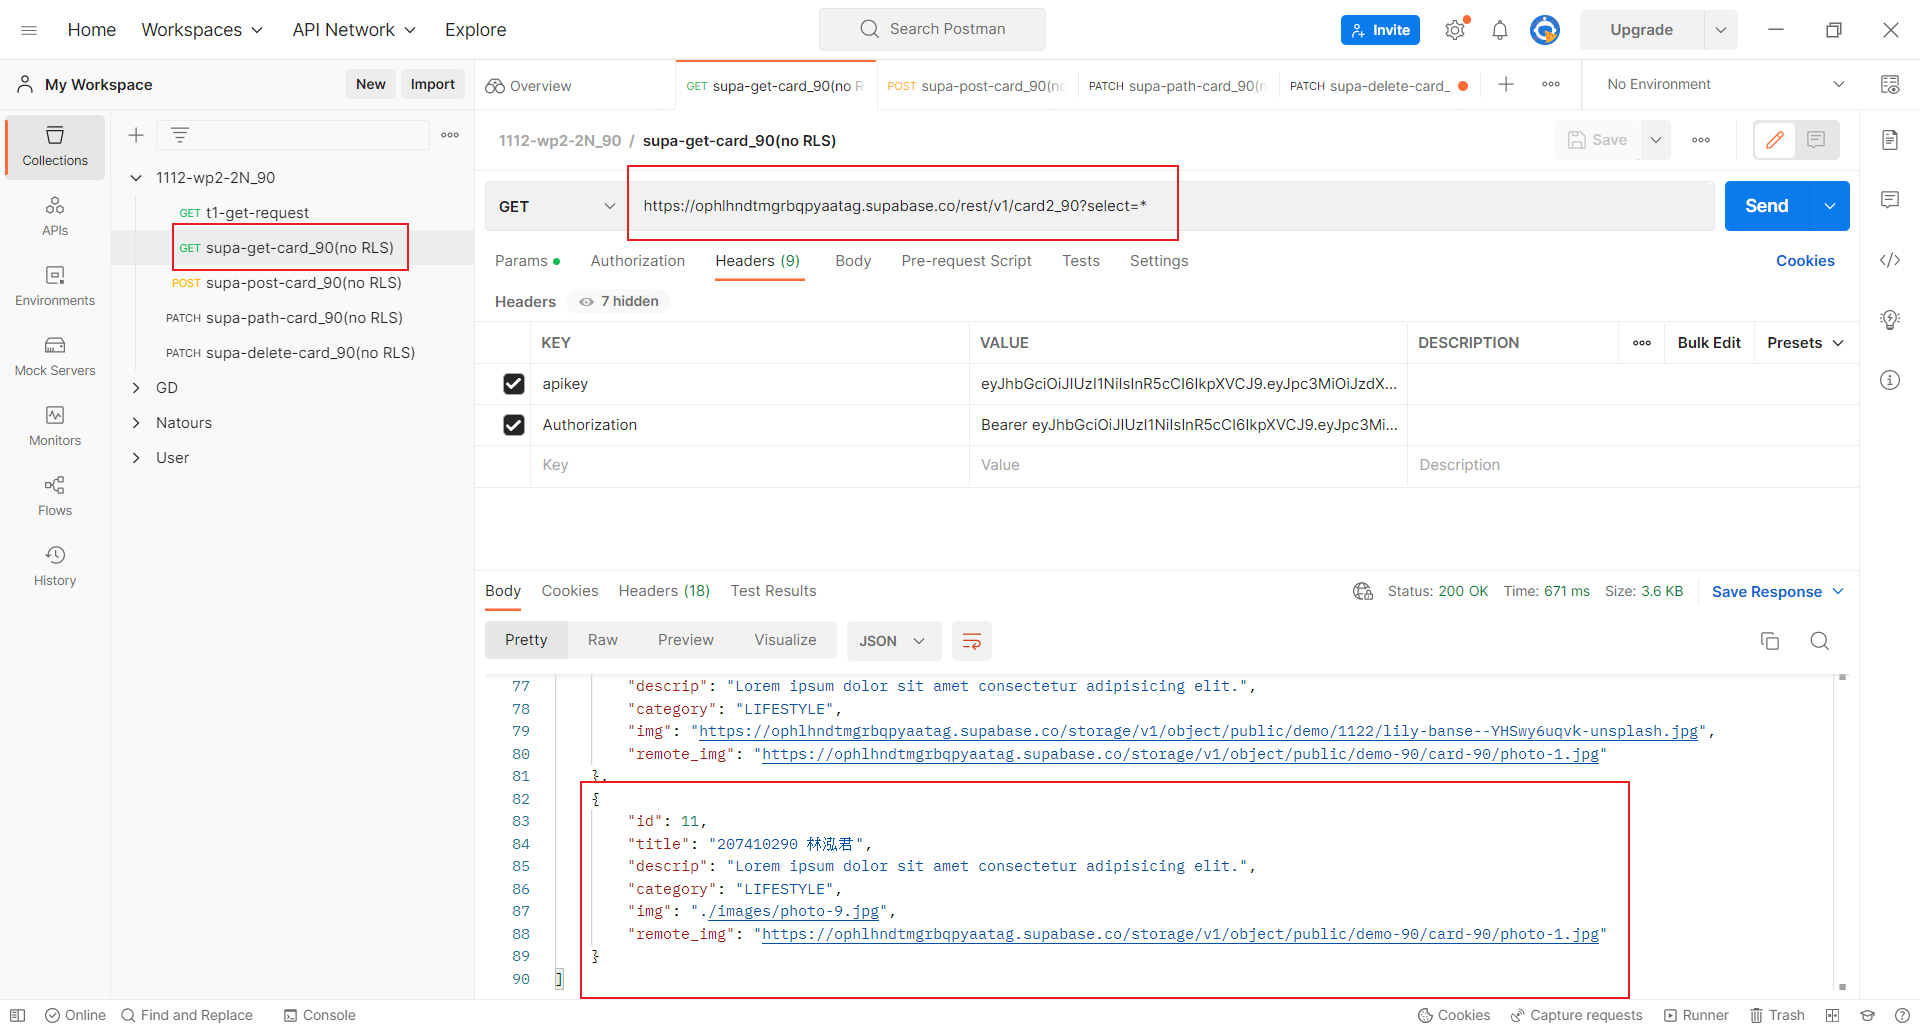 Home Workspaces API Network Explore Search Postman Invite Upgrade
My Workspace New Import Overview GET supa-get-card_90(no R POST supa-post-card_90(nc PATCH supa-path-card_90(n PATCH supa-delete-card_ No Environment
Collections
APIs
Environments
Mock Servers
Monitors
Flows
History
1112-wp2-2N_90
GET t1-get-request
GET supa-get-card_90(no RLS)
POST supa-post-card_90(no RLS)
PATCH supa-path-card_90(no RLS)
PATCH supa-delete-card_90(no RLS)
GD
Natours
User
1112-wp2-2N_90 / supa-get-card_90(no RLS) Save
GET https://ophlhndtmgrbqpyaatag.supabase.co/rest/v1/card2_90?select=* Send
Params Authorization Headers (9) Body Pre-request Script Tests Settings Cookies
Headers 7 hidden
KEY VALUE DESCRIPTION Bulk Edit Presets
apikey eyJhbGciOiJIUzI1NiIsInR5cCI6IkpXVCJ9.eyJpc3MiOiJzdX...
Authorization Bearer eyJhbGciOiJIUzI1NiIsInR5cCI6IkpXVCJ9.eyJpc3Mi...
Key Value Description
Body Cookies Headers (18) Test Results Status: 200 OK Time: 671 ms Size: 3.6 KB Save Response
Pretty Raw Preview Visualize JSON
77 "descrip": "Lorem ipsum dolor sit amet consectetur adipisicing elit.",
78 "category": "LIFESTYLE",
79 "img": "https://ophlhndtmgrbqpyaatag.supabase.co/storage/v1/object/public/demo/1122/lily-banse--YHSwy6uqvk-unsplash.jpg",
80 "remote_img": "https://ophlhndtmgrbqpyaatag.supabase.co/storage/v1/object/public/demo-90/card-90/photo-1.jpg"
81 },
82 {
83 "id": 11,
84 "title": "207410290 林泓君",
85 "descrip": "Lorem ipsum dolor sit amet consectetur adipisicing elit.",
86 "category": "LIFESTYLE",
87 "img": "./images/photo-9.jpg",
88 "remote_img": "https://ophlhndtmgrbqpyaatag.supabase.co/storage/v1/object/public/demo-90/card-90/photo-1.jpg"
89 }
90 ]
Online Find and Replace Console Cookies Capture requests Runner Trash